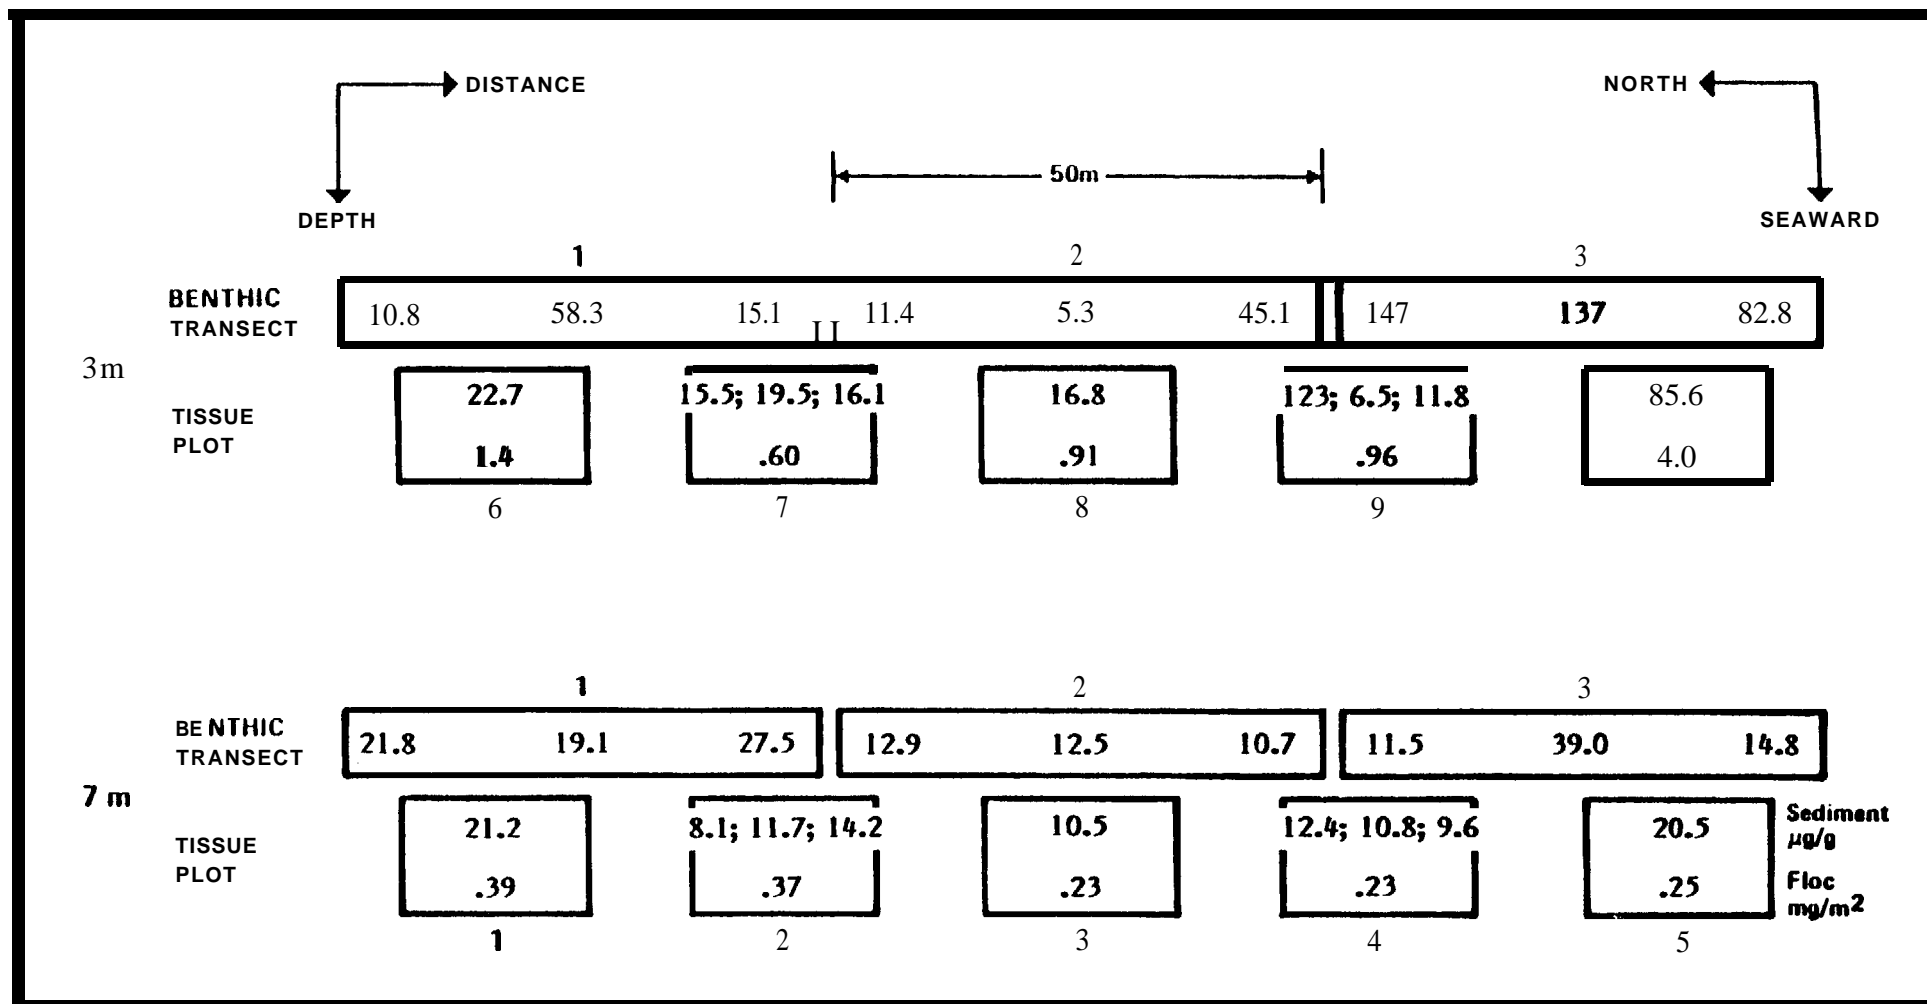 DISTANCE NORTH
50m
DEPTH SEAWARD
1 2 3
BENTHIC TRANSECT 10.8 58.3 15.1 11.4 5.3 45.1 147 137 82.8
3m
TISSUE PLOT
22.7 15.5; 19.5; 16.1 16.8 123; 6.5; 11.8 85.6
1.4 .60 .91 .96 4.0
6 7 8 9
1 2 3
BENTHIC TRANSECT 21.8 19.1 27.5 12.9 12.5 10.7 11.5 39.0 14.8
7 m
TISSUE PLOT
21.2 8.1; 11.7; 14.2 10.5 12.4; 10.8; 9.6 20.5 Sediment µg/g
.39 .37 .23 .23 .25 Floc mg/m²
1 2 3 4 5